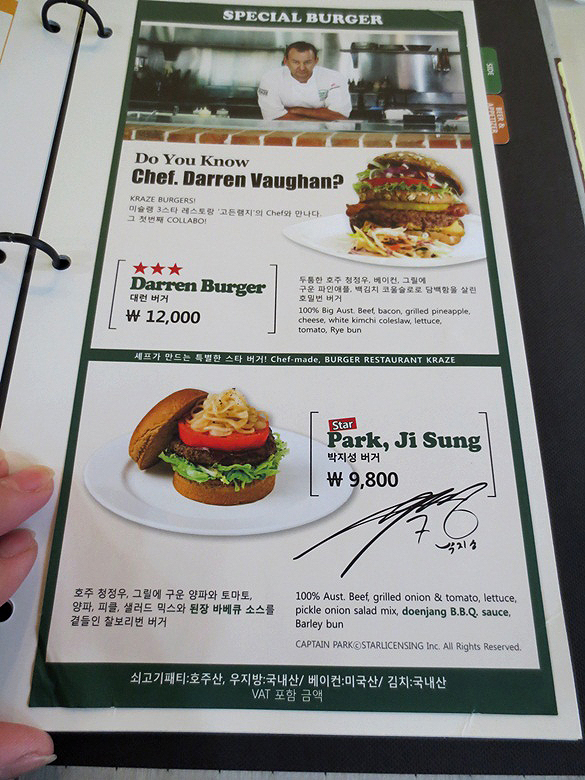 SPECIAL BURGER
SIDE
BEER & APPETIZER
Do You Know
Chef. Darren Vaughan?
KRAZE BURGERS!
미슐랭 3스타 레스토랑 '고든램지'의 Chef와 만나다.
그 첫번째 COLLABO!
Darren Burger
대런 버거
₩ 12,000
두툼한 호주 청정우, 베이컨, 그릴에
구운 파인애플, 백김치 코울슬로로 담백함을 살린
호밀번 버거
100% Big Aust. Beef, bacon, grilled pineapple,
cheese, white kimchi coleslaw, lettuce,
tomato, Rye bun
셰프가 만드는 특별한 스타 버거! Chef-made, BURGER RESTAURANT KRAZE
Star
Park, Ji Sung
박지성 버거
₩ 9,800
7
박지성
호주 청정우, 그릴에 구운 양파와 토마토,
양파, 피클, 샐러드 믹스와 된장 바베큐 소스를
곁들인 찰보리번 버거
100% Aust. Beef, grilled onion & tomato, lettuce,
pickle onion salad mix, doenjang B.B.Q. sauce,
Barley bun
CAPTAIN PARKⓒSTARLICENSING Inc. All Rights Reserved.
쇠고기패티:호주산, 우지방:국내산/ 베이컨:미국산/ 김치:국내산
VAT 포함 금액